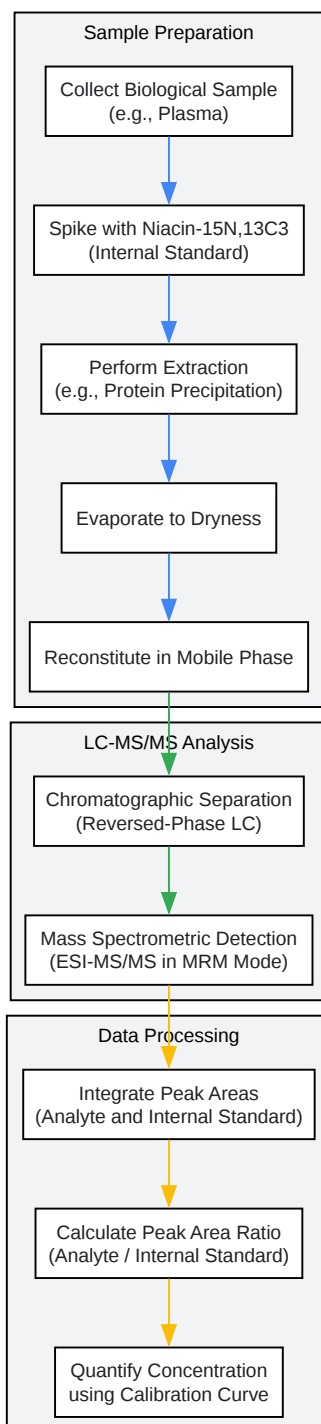 Sample Preparation
Collect Biological Sample
(e.g., Plasma)
Spike with Niacin-15N,13C3
(Internal Standard)
Perform Extraction
(e.g., Protein Precipitation)
Evaporate to Dryness
Reconstitute in Mobile Phase
LC-MS/MS Analysis
Chromatographic Separation
(Reversed-Phase LC)
Mass Spectrometric Detection
(ESI-MS/MS in MRM Mode)
Data Processing
Integrate Peak Areas
(Analyte and Internal Standard)
Calculate Peak Area Ratio
(Analyte / Internal Standard)
Quantify Concentration
using Calibration Curve